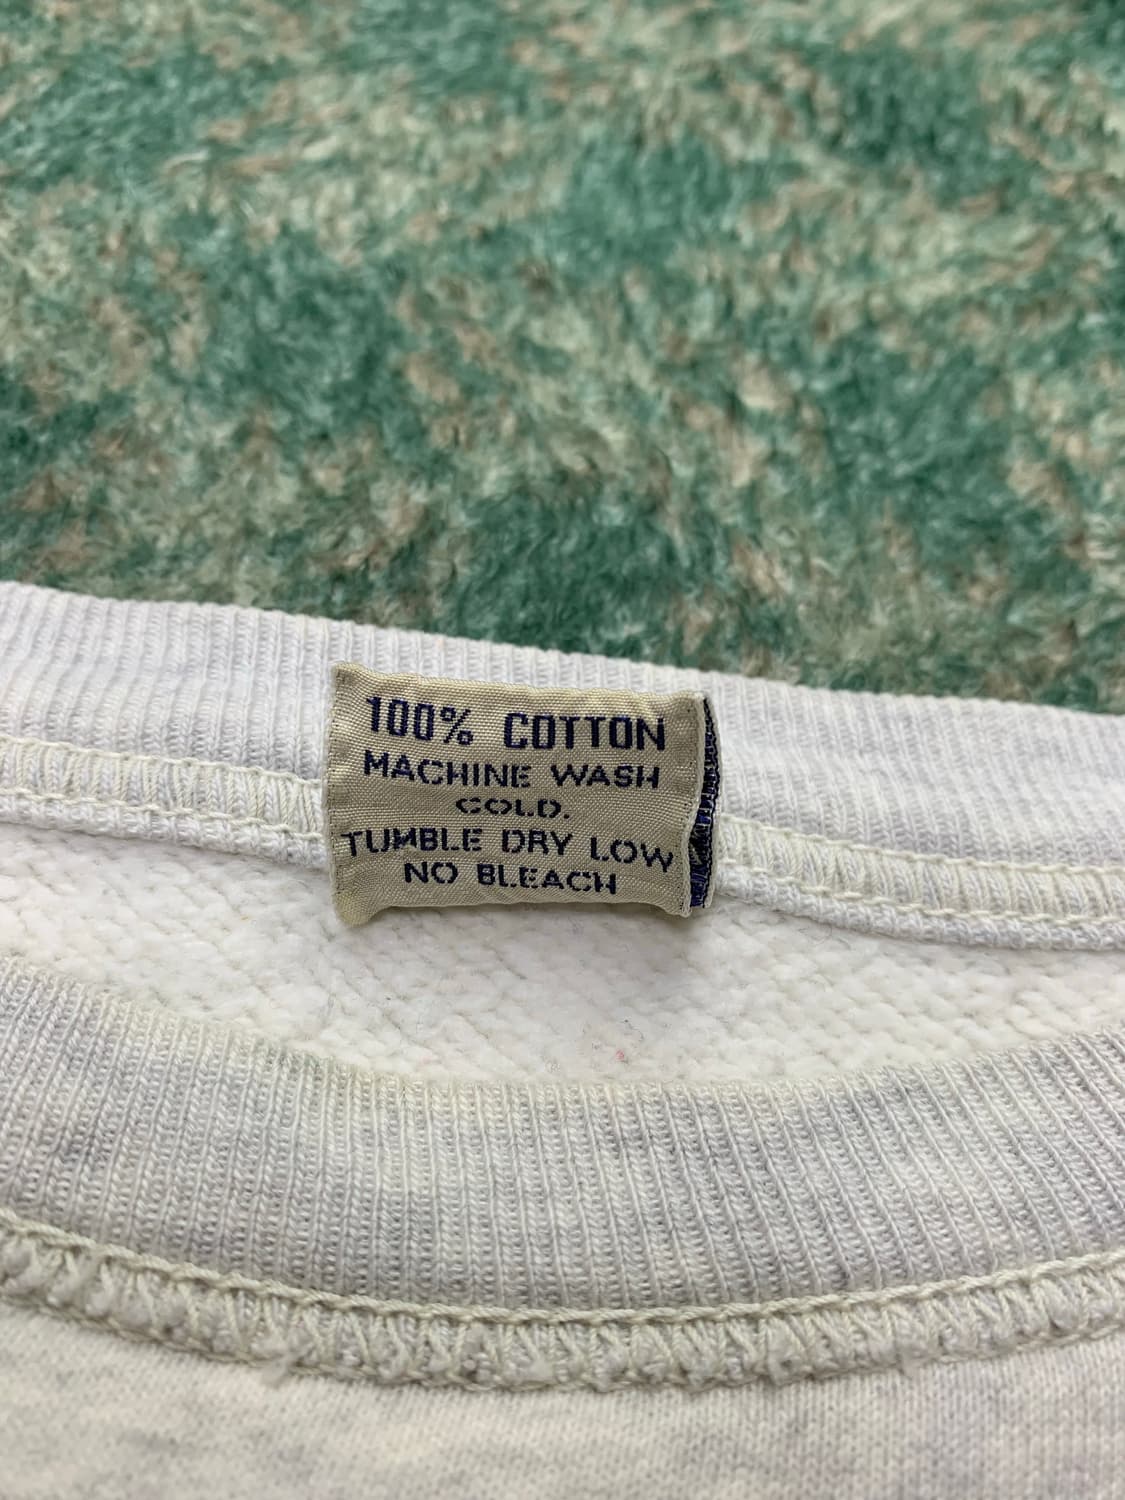 100% COTTON
MACHINE WASH
COLD.
TUMBLE DRY LOW
NO BLEACH